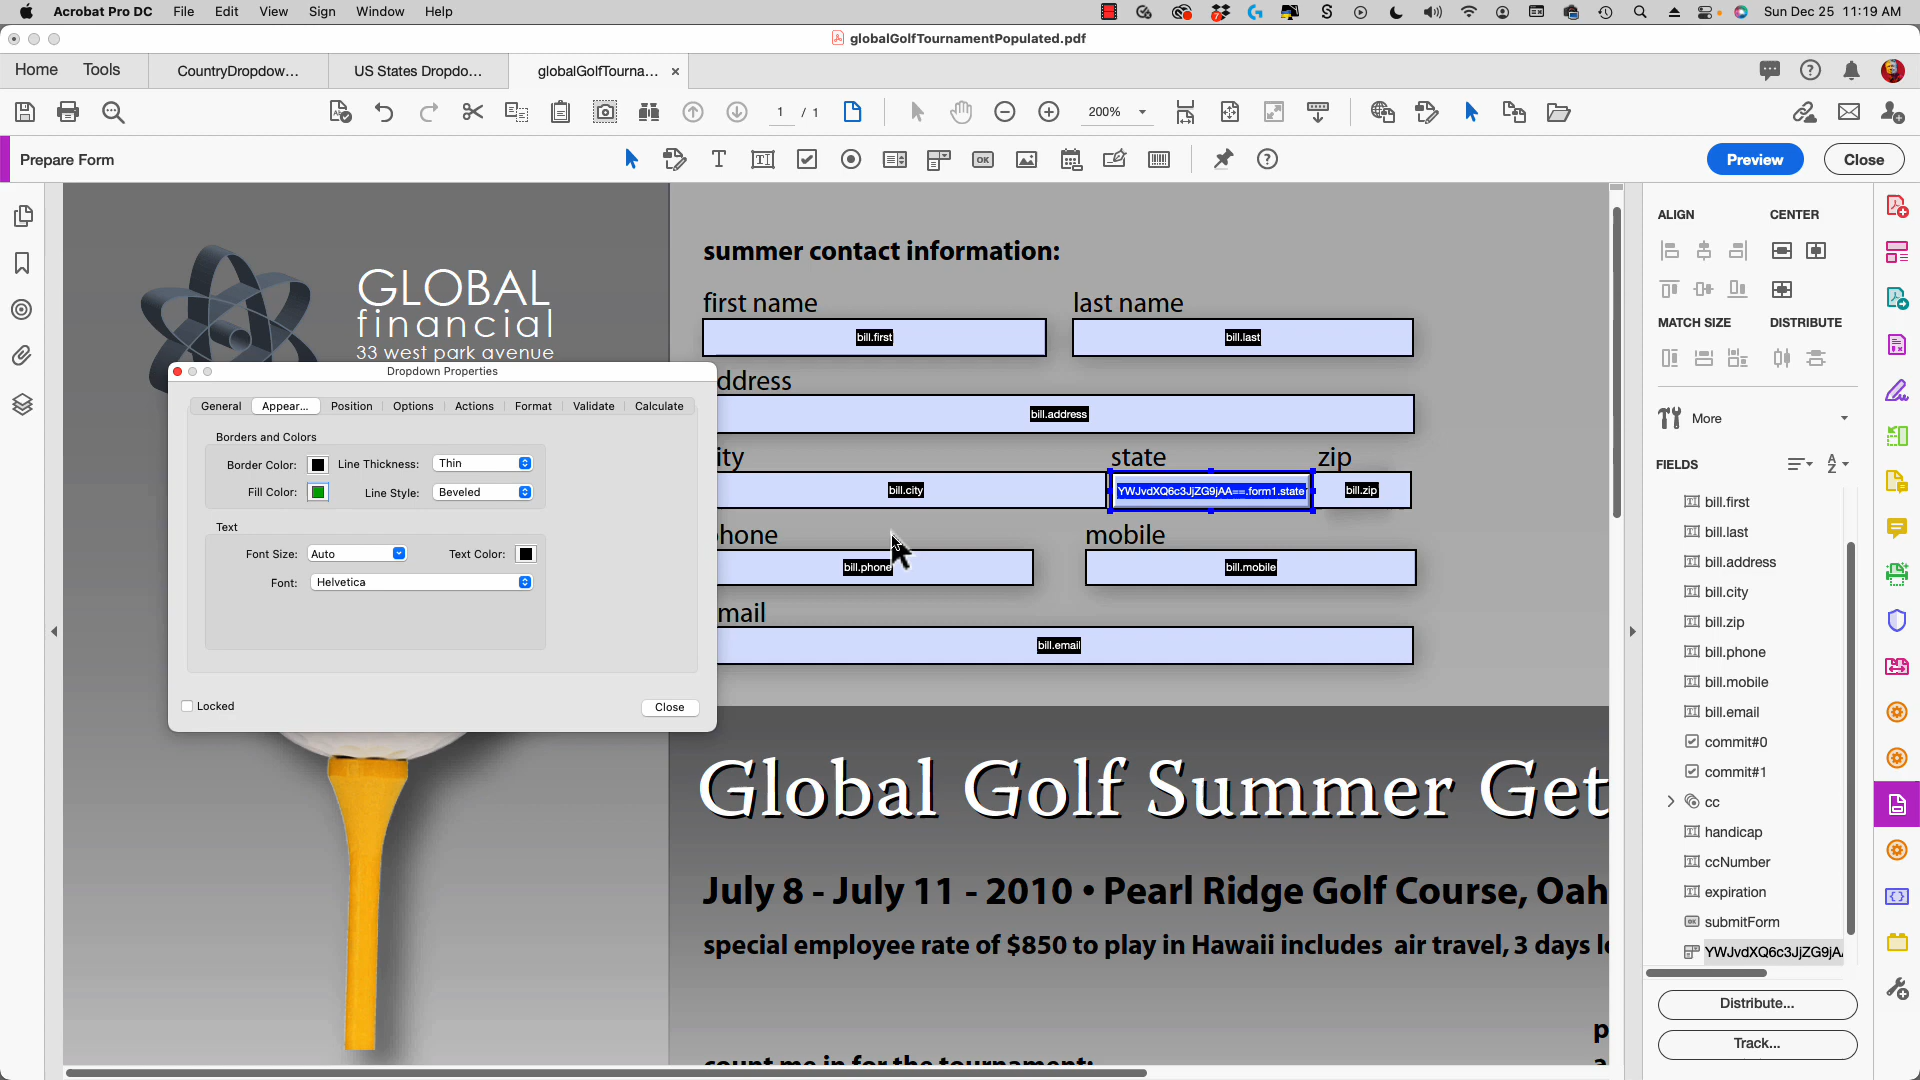 Acrobat Pro DC File Edit View Sign Window Help Sun Dec 25 11:19 AM
globalGolfTournamentPopulated.pdf
Home Tools CountryDropdow... US States Dropdo... globalGolfTourna...
1 / 1 200%
Prepare Form Preview Close
GLOBAL
financial
33 west park avenue
summer contact information:
first name last name
bill.first bill.last
ddress
bill.address
ity state zip
bill.city YWJvdXQ6c3JjZG9jAA==.form1.state bill.zip
hone mobile
bill.phone bill.mobile
mail
bill.email
Dropdown Properties
General Appear... Position Options Actions Format Validate Calculate
Borders and Colors
Border Color: Line Thickness: Thin
Fill Color: Line Style: Beveled
Text
Font Size: Auto Text Color:
Font: Helvetica
Locked Close
Global Golf Summer Get
July 8 - July 11 - 2010 • Pearl Ridge Golf Course, Oah
special employee rate of $850 to play in Hawaii includes air travel, 3 days l
count me in for the tournament:
p
ALIGN CENTER
MATCH SIZE DISTRIBUTE
More
FIELDS
bill.first
bill.last
bill.address
bill.city
bill.zip
bill.phone
bill.mobile
bill.email
commit#0
commit#1
cc
handicap
ccNumber
expiration
submitForm
YWJvdXQ6c3JjZG9jA
Distribute...
Track...